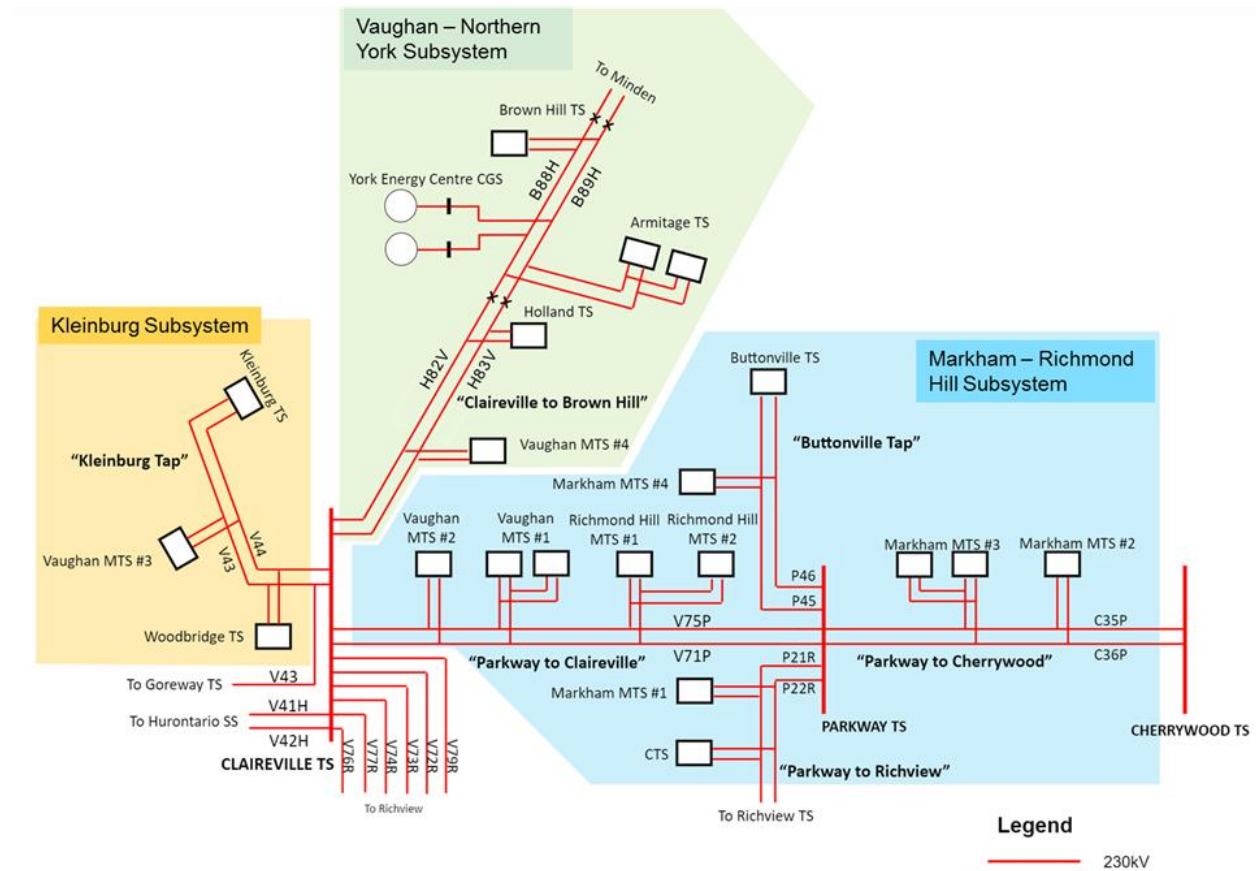 Vaughan – Northern
York Subsystem
To Minden
Brown Hill TS
B88H
B89H
York Energy Centre CGS
Armitage TS
Holland TS
H82V
H83V
"Claireville to Brown Hill"
Vaughan MTS #4
Kleinburg Subsystem
Kleinburg TS
"Kleinburg Tap"
Vaughan MTS #3
V44
V43
Woodbridge TS
Markham – Richmond
Hill Subsystem
Buttonville TS
"Buttonville Tap"
Markham MTS #4
Vaughan
MTS #2
Vaughan
MTS #1
Richmond Hill
MTS #1
Richmond Hill
MTS #2
Markham MTS #3
Markham MTS #2
P46
P45
V75P
C35P
V71P
C36P
"Parkway to Claireville"
"Parkway to Cherrywood"
P21R
P22R
Markham MTS #1
To Goreway TS
V43
V41H
To Hurontario SS
V42H
CLAIREVILLE TS
V76R
V77R
V74R
V73R
V72R
V79R
To Richview
PARKWAY TS
CHERRYWOOD TS
CTS
"Parkway to Richview"
To Richview TS
Legend
230kV